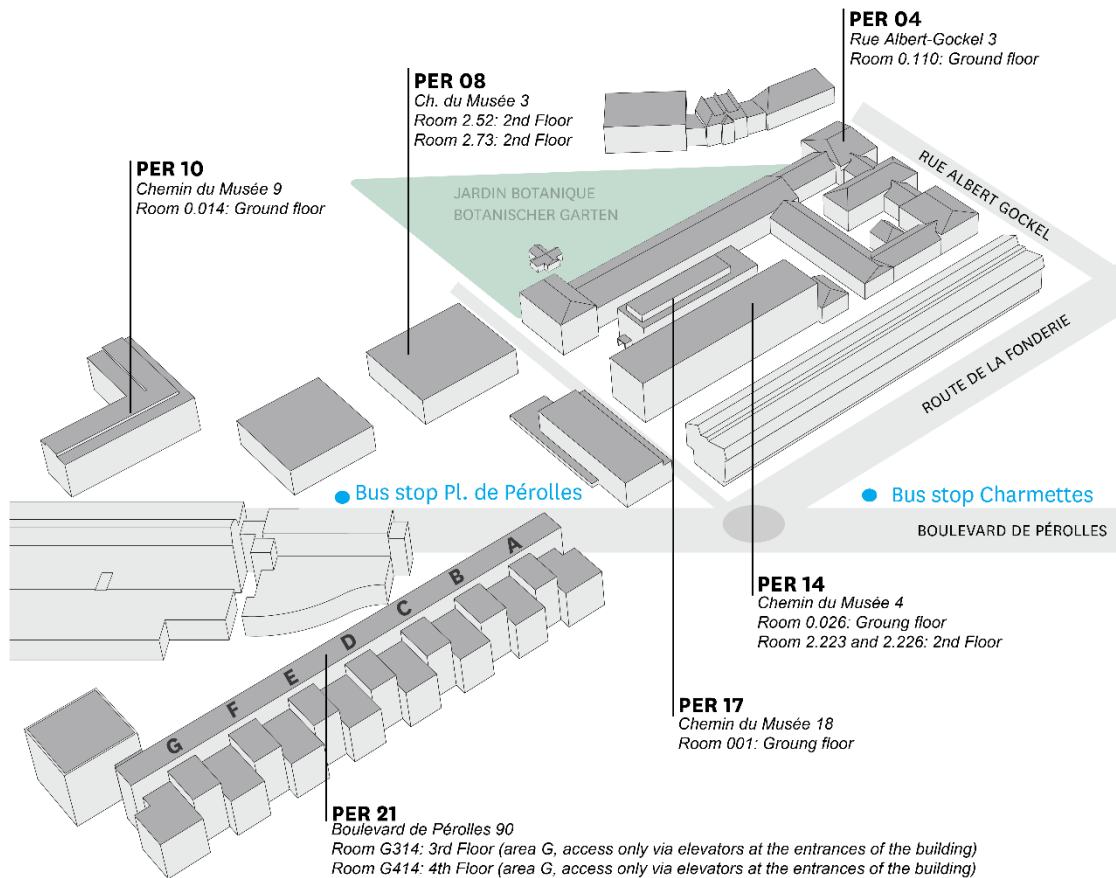 PER 04
Rue Albert-Gockel 3
Room 0.110: Ground floor
PER 08
Ch. du Musée 3
Room 2.52: 2nd Floor
Room 2.73: 2nd Floor
PER 10
Chemin du Musée 9
Room 0.014: Ground floor
JARDIN BOTANIQUE
BOTANISCHER GARTEN
RUE ALBERT GOCKEL
ROUTE DE LA FONDERIE
Bus stop Pl. de Pérolles
Bus stop Charmettes
BOULEVARD DE PÉROLLES
A
B
C
D
E
F
G
PER 14
Chemin du Musée 4
Room 0.026: Groung floor
Room 2.223 and 2.226: 2nd Floor
PER 17
Chemin du Musée 18
Room 001: Groung floor
PER 21
Boulevard de Pérolles 90
Room G314: 3rd Floor (area G, access only via elevators at the entrances of the building)
Room G414: 4th Floor (area G, access only via elevators at the entrances of the building)